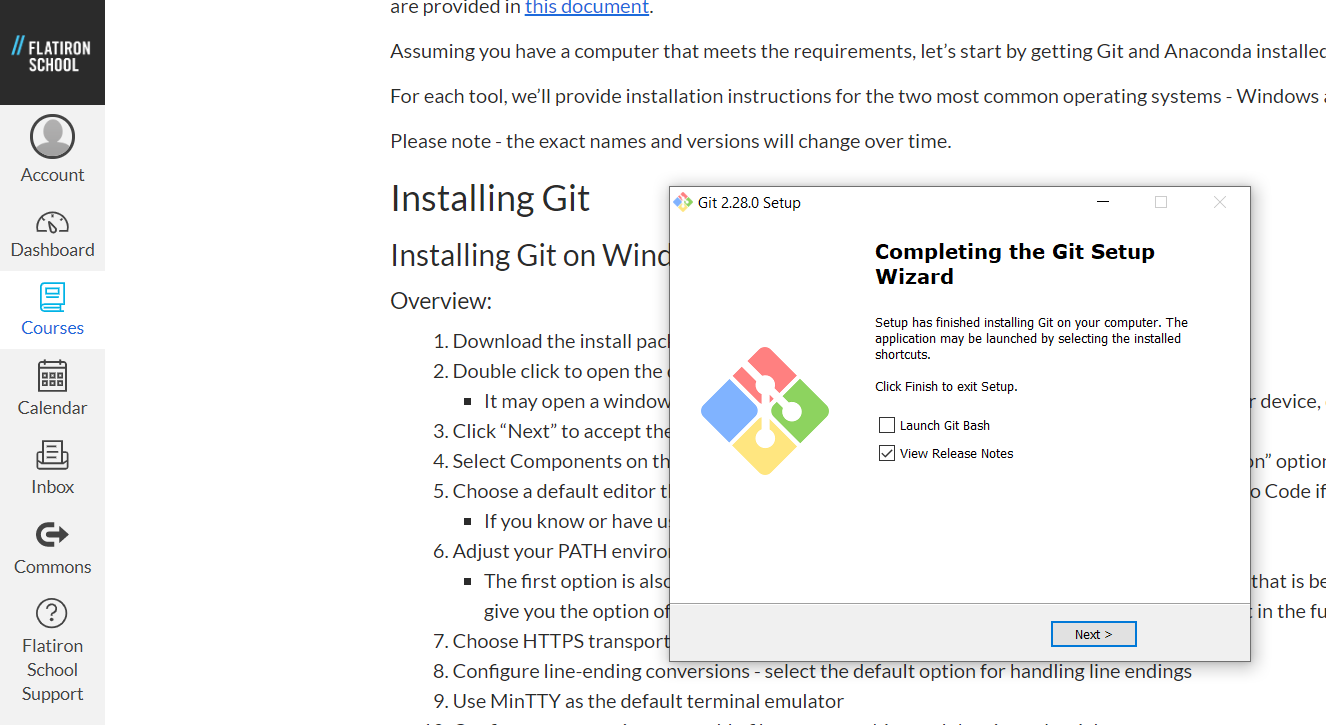 FLATIRON
SCHOOL
Account
Dashboard
Courses
Calendar
Inbox
Commons
Flatiron
School
Support
are provided in this document.
Assuming you have a computer that meets the requirements, let’s start by getting Git and Anaconda installed
For each tool, we’ll provide installation instructions for the two most common operating systems - Windows
Please note - the exact names and versions will change over time.
Installing Git
Installing Git on Wind
Overview:
1. Download the install pac
2. Double click to open the
▪ It may open a window r device,
3. Click “Next” to accept the
4. Select Components on th on” option
5. Choose a default editor t o Code if
▪ If you know or have u
6. Adjust your PATH enviro
▪ The first option is also that is be
give you the option of t in the fu
7. Choose HTTPS transport
8. Configure line-ending conversions - select the default option for handling line endings
9. Use MinTTY as the default terminal emulator
Git 2.28.0 Setup
Completing the Git Setup
Wizard
Setup has finished installing Git on your computer. The
application may be launched by selecting the installed
shortcuts.
Click Finish to exit Setup.
Launch Git Bash
View Release Notes
Next >